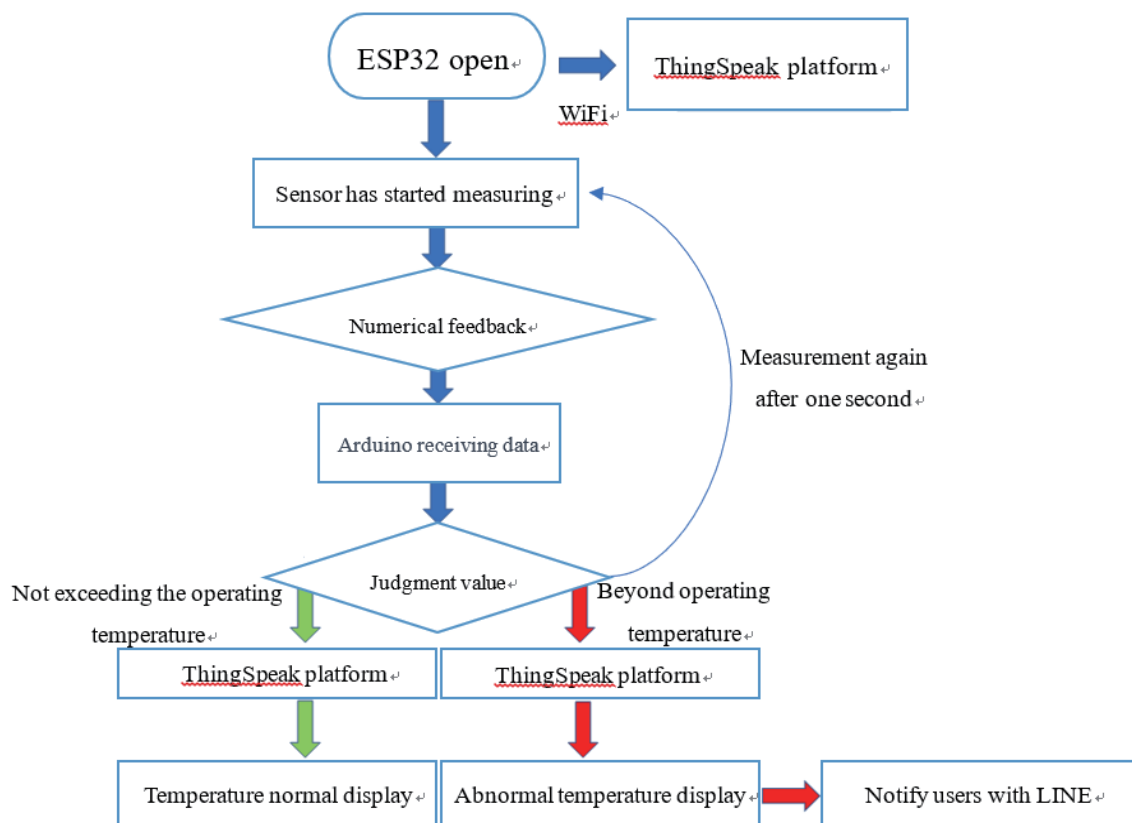 ESP32 open
ThingSpeak platform
WiFi
Sensor has started measuring
Numerical feedback
Measurement again
after one second
Arduino receiving data
Judgment value
Not exceeding the operating
temperature
Beyond operating
temperature
ThingSpeak platform
ThingSpeak platform
Temperature normal display
Abnormal temperature display
Notify users with LINE